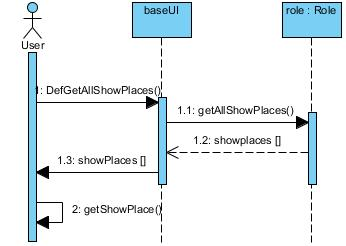 baseUI
role : Role
User
1: DefGetAllShowPlaces()
1.1: getAllShowPlaces()
1.2: showplaces []
1.3: showPlaces []
2: getShowPlace()